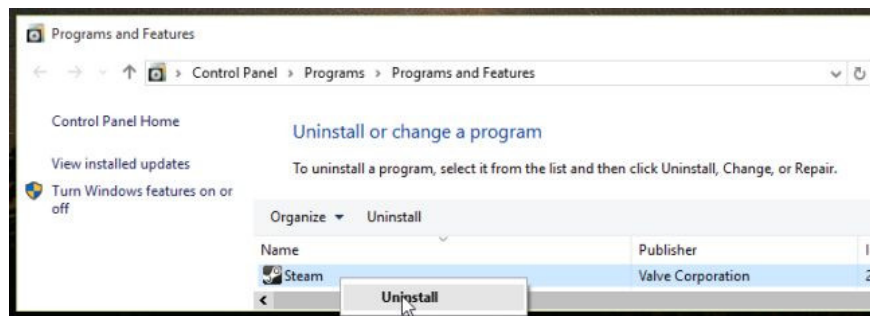 Programs and Features
Control Panel > Programs > Programs and Features
Control Panel Home
Uninstall or change a program
View installed updates
To uninstall a program, select it from the list and then click Uninstall, Change, or Repair.
Turn Windows features on or
off
Organize Uninstall
Name Publisher
Steam Valve Corporation
Uninstall